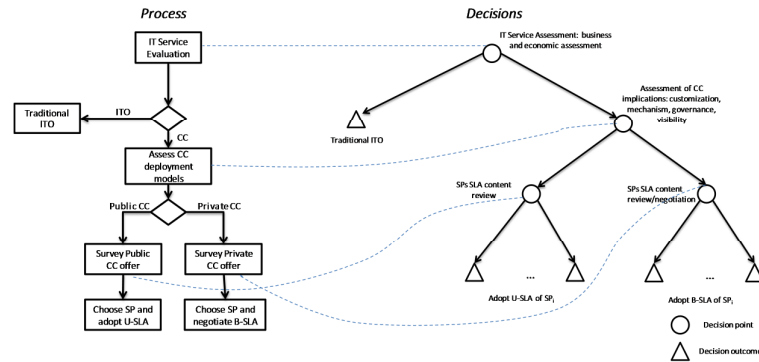 Process
Decisions
IT Service
Evaluation
ITO
Traditional
ITO
CC
Assess CC
deployment
models
Public CC
Private CC
Survey Public
CC offer
Survey Private
CC offer
Choose SP and
adopt U-SLA
Choose SP and
negotiate B-SLA
IT Service Assessment: business
and economic assessment
Traditional ITO
Assessment of CC
implications: customization,
mechanism, governance,
visibility
SPs SLA content
review
SPs SLA content
review/negotiation
...
...
Adopt U-SLA of SPj
Adopt B-SLA of SPj
Decision point
Decision outcome